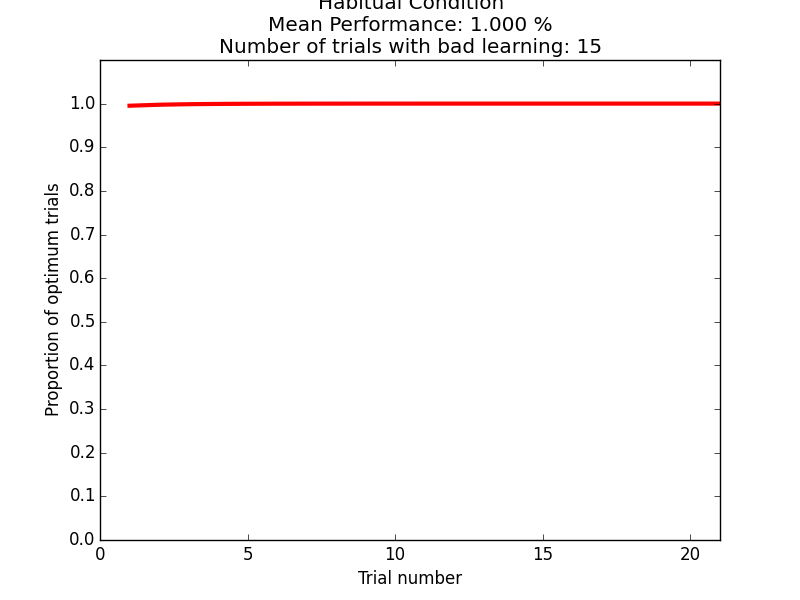 Habitual Condition
Mean Performance: 1.000 %
Number of trials with bad learning: 15
1.0
0.9
0.8
0.7
0.6
0.5
0.4
0.3
0.2
0.1
0.0
Proportion of optimum trials
0 5 10 15 20
Trial number